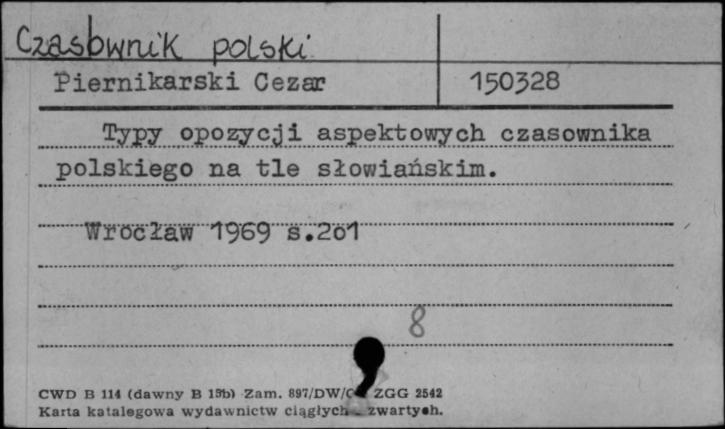 Czasownik polski
Piernikarski Cezar 150328
Typy opozycji aspektowych czasownika
polskiego na tle słowiańskim.
Wrocław 1969 s.2o1
8
CWD B 114 (dawny B 15b) Zam. 897/DW/ ZGG 2542
Karta katalogowa wydawnictw ciągłych zwartych.